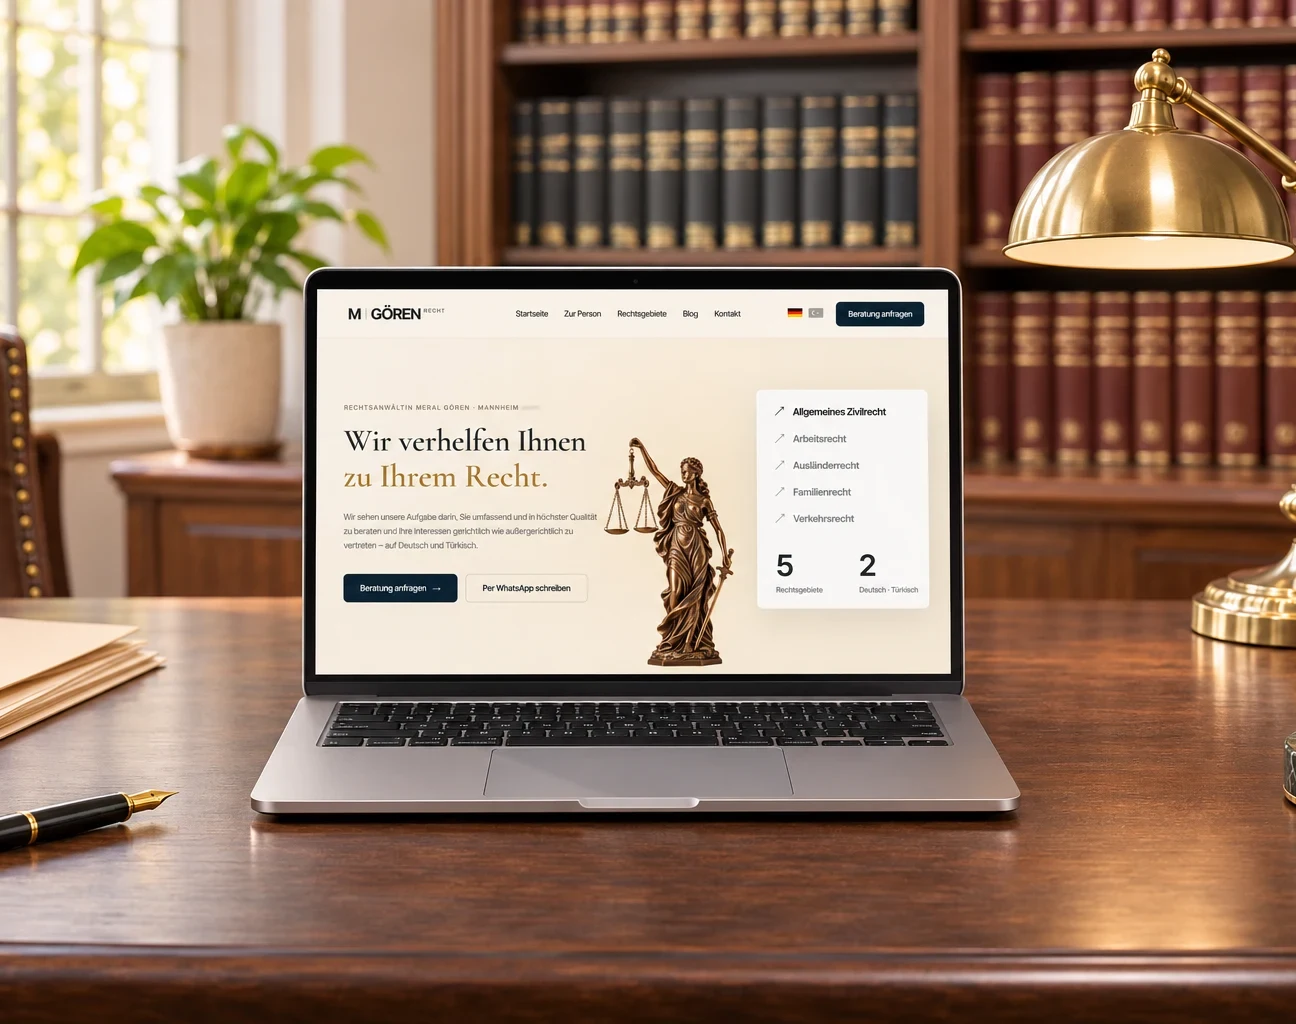 M | GÖREN RECHT
Startseite Zur Person Rechtsgebiete Blog Kontakt
Beratung anfragen
RECHTSANWÄLTIN MERAL GÖREN · MANNHEIM
Wir verhelfen Ihnen
zu Ihrem Recht.
Wir sehen unsere Aufgabe darin, Sie umfassend und in höchster Qualität
zu beraten und Ihre Interessen gerichtlich wie außergerichtlich zu
vertreten – auf Deutsch und Türkisch.
Beratung anfragen →
Per WhatsApp schreiben
Allgemeines Zivilrecht
Arbeitsrecht
Ausländerrecht
Familienrecht
Verkehrsrecht
5
Rechtsgebiete
2
Deutsch · Türkisch